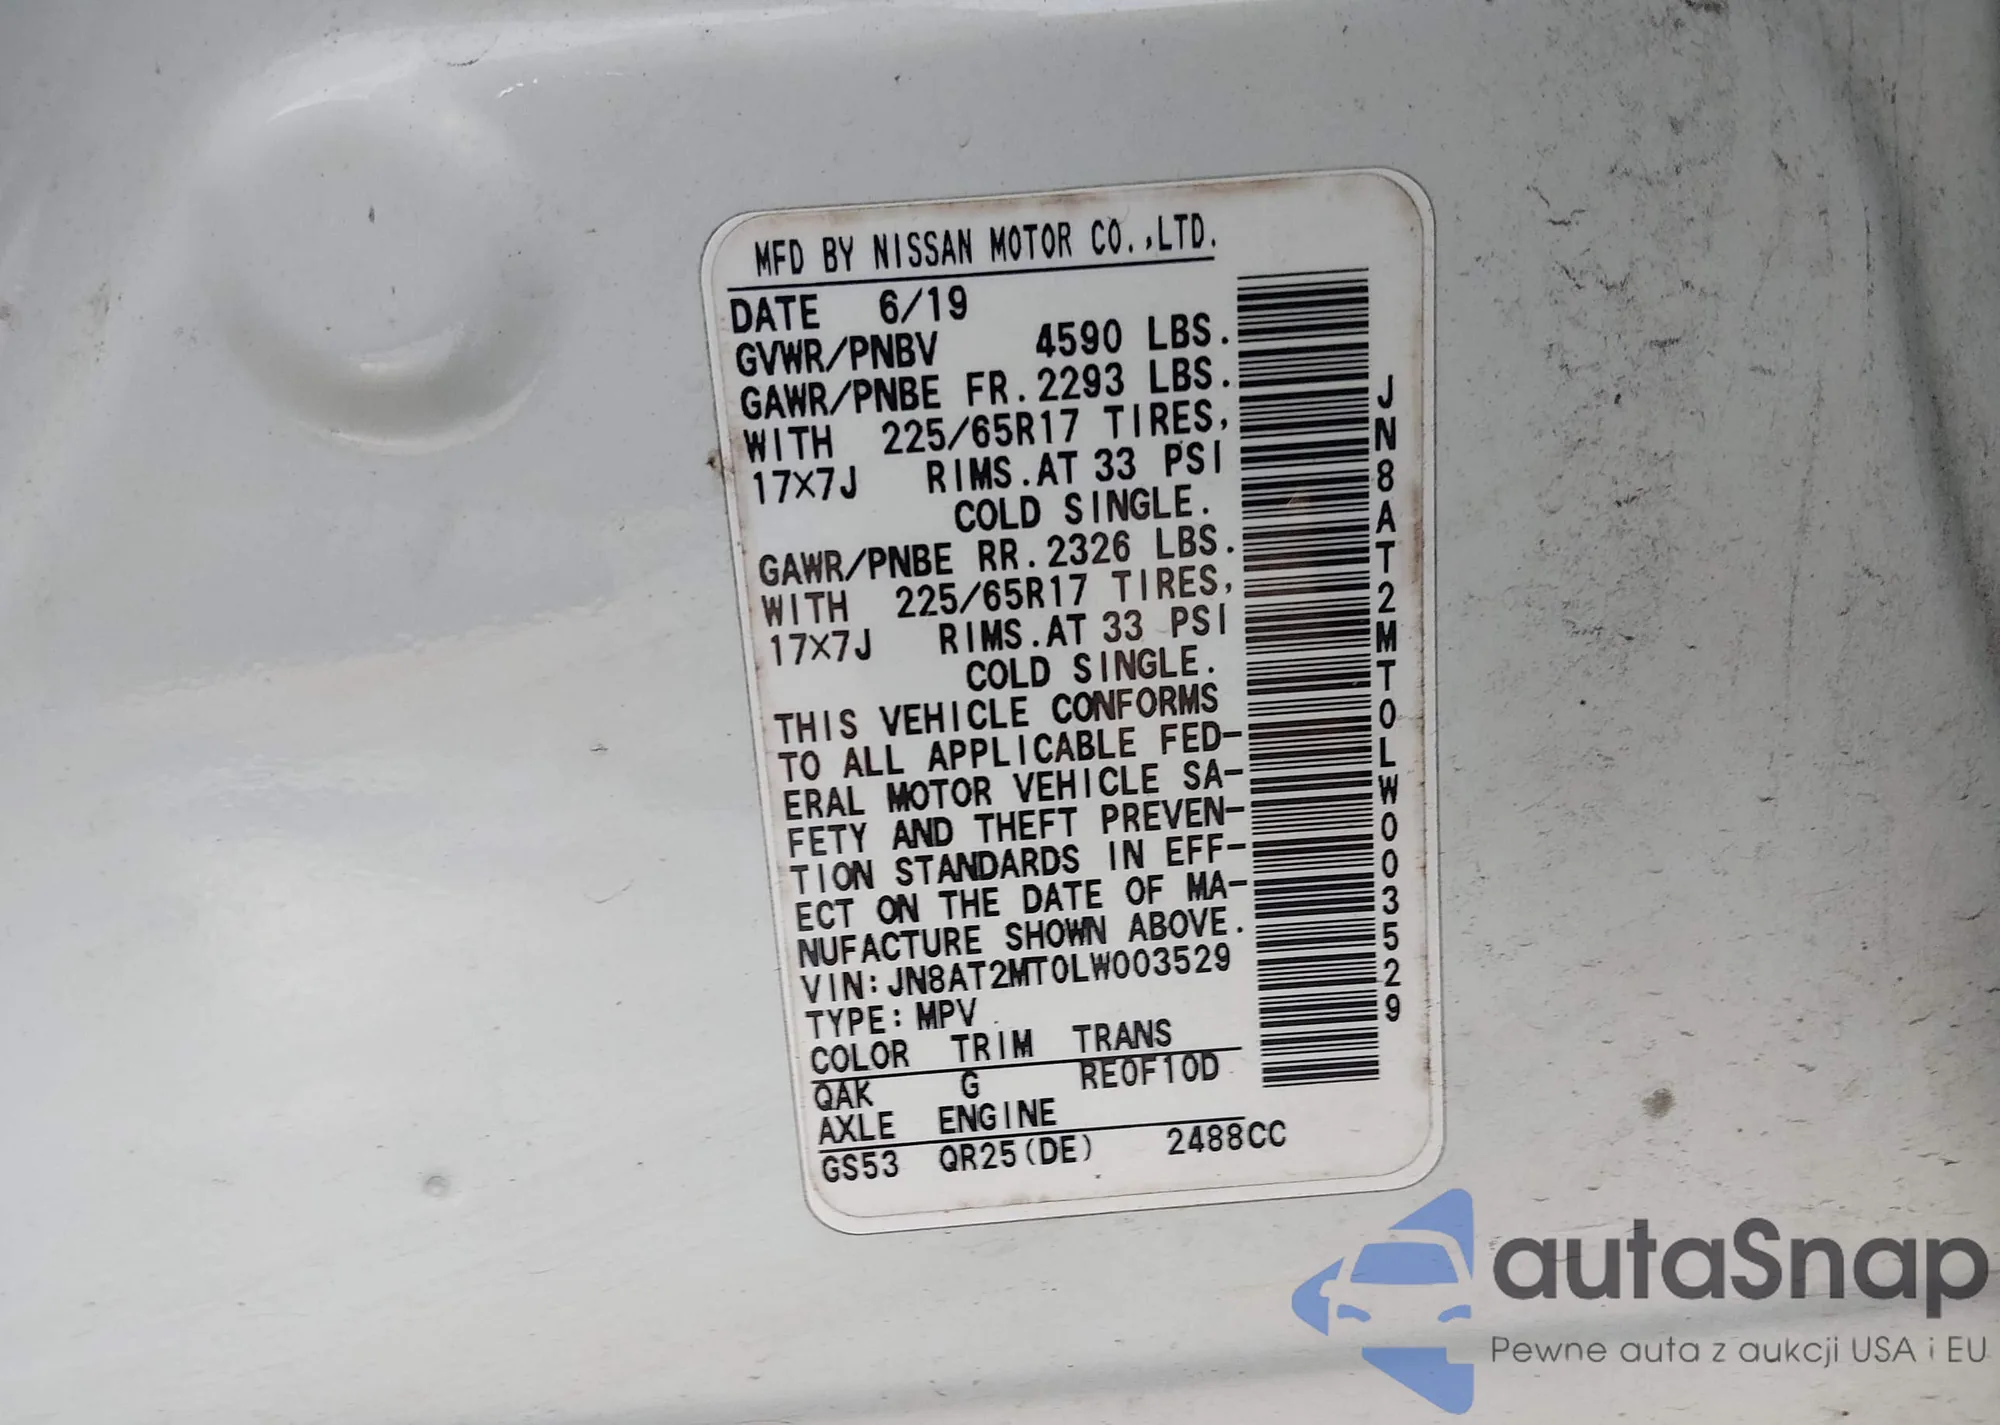 MFD BY NISSAN MOTOR CO.,LTD.
DATE 6/19
GVWR/PNBV 4590 LBS.
GAWR/PNBE FR. 2293 LBS.
WITH 225/65R17 TIRES,
17X7J RIMS.AT 33 PSI
COLD SINGLE.
GAWR/PNBE RR. 2326 LBS.
WITH 225/65R17 TIRES,
17X7J RIMS.AT 33 PSI
COLD SINGLE.
THIS VEHICLE CONFORMS
TO ALL APPLICABLE FED-
ERAL MOTOR VEHICLE SA-
FETY AND THEFT PREVEN-
TION STANDARDS IN EFF-
ECT ON THE DATE OF MA-
NUFACTURE SHOWN ABOVE.
VIN:JN8AT2MT0LW003529
TYPE:MPV
COLOR TRIM TRANS
QAK G RE0F10D
AXLE ENGINE
GS53 QR25(DE) 2488CC
JN8AT2MT0LW003529
autaSnap
Pewne auta z aukcji USA i EU